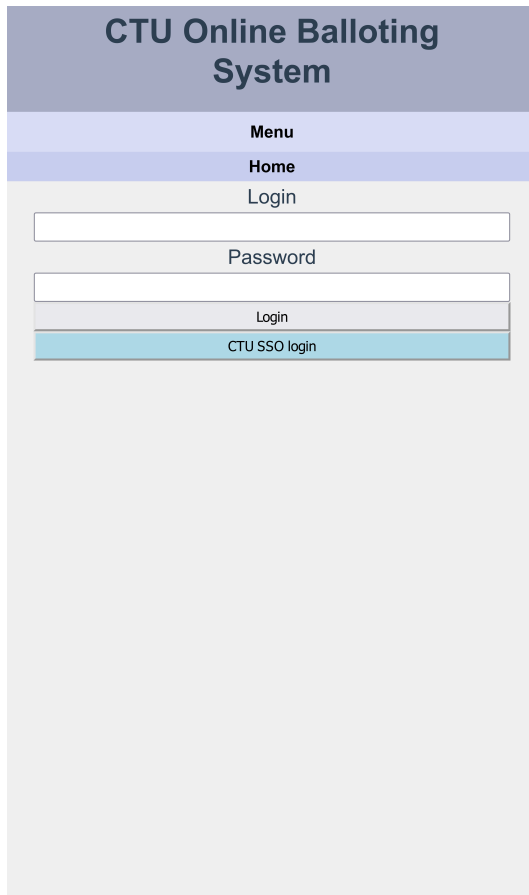 CTU Online Balloting
System
Menu
Home
Login
Password
Login
CTU SSO login